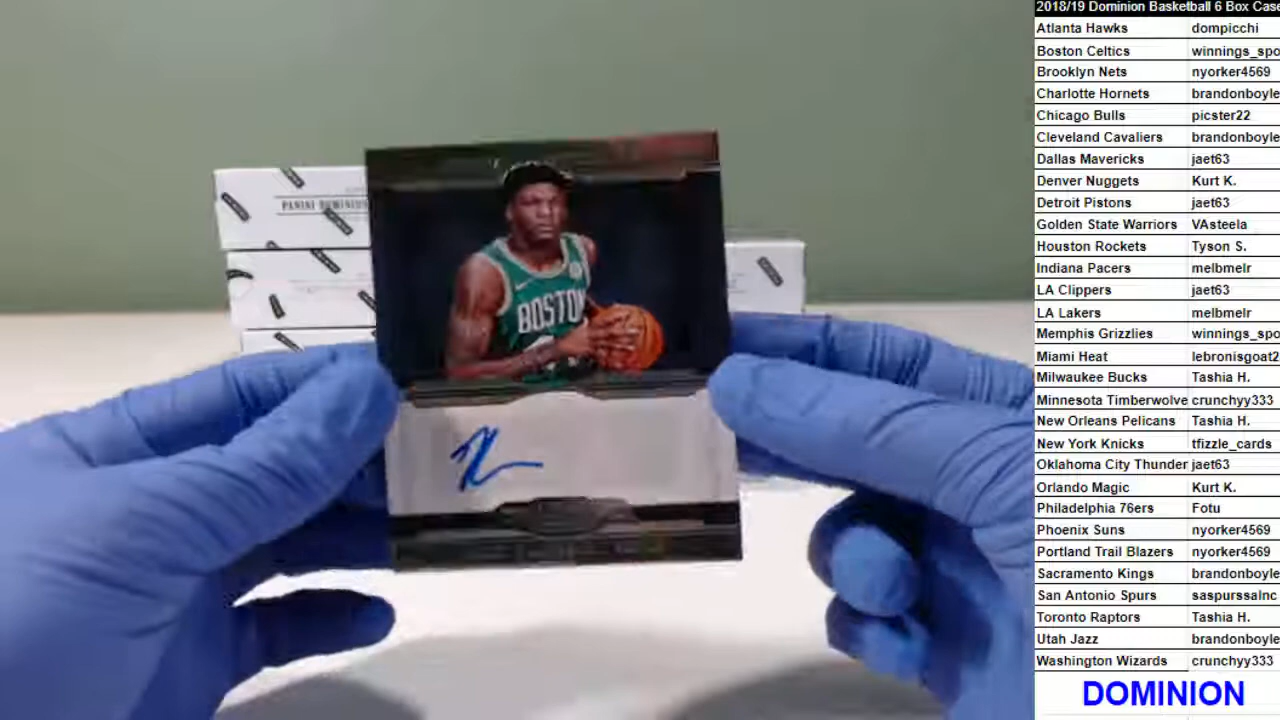 2018/19 Dominion Basketball 6 Box Case
Atlanta Hawks dompicchi
Boston Celtics winnings_spo
Brooklyn Nets nyorker4569
Charlotte Hornets brandonboyle
Chicago Bulls picster22
Cleveland Cavaliers brandonboyle
Dallas Mavericks jaet63
Denver Nuggets Kurt K.
Detroit Pistons jaet63
Golden State Warriors VAsteela
Houston Rockets Tyson S.
Indiana Pacers melbmelr
LA Clippers jaet63
LA Lakers melbmelr
Memphis Grizzlies winnings_spo
Miami Heat lebronisgoat2
Milwaukee Bucks Tashia H.
Minnesota Timberwolve crunchyy333
New Orleans Pelicans Tashia H.
New York Knicks tfizzle_cards
Oklahoma City Thunder jaet63
Orlando Magic Kurt K.
Philadelphia 76ers Fotu
Phoenix Suns nyorker4569
Portland Trail Blazers nyorker4569
Sacramento Kings brandonboyle
San Antonio Spurs saspurssalnc
Toronto Raptors Tashia H.
Utah Jazz brandonboyle
Washington Wizards crunchyy333
DOMINION
PANINI DOMINION
BOSTON